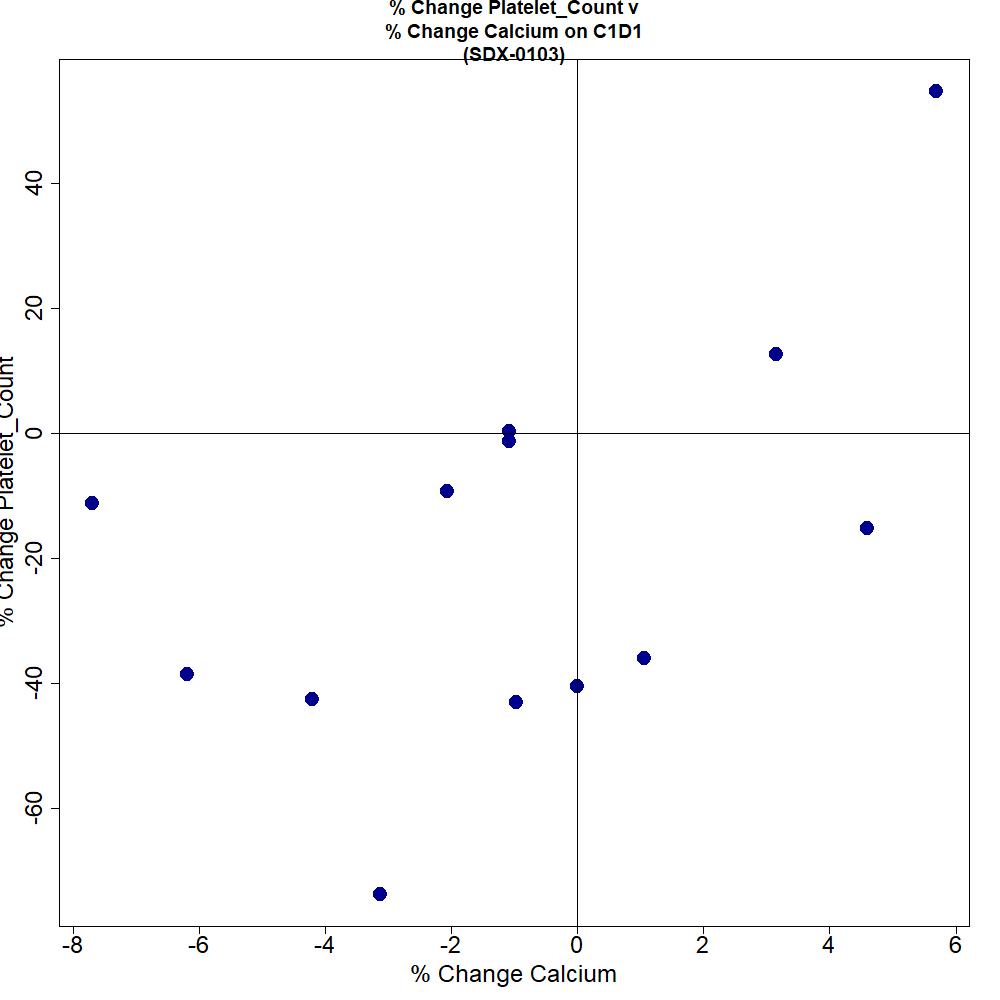 % Change Platelet_Count v
% Change Calcium on C1D1
(SDX-0103)
% Change Platelet_Count
40
20
0
-20
-40
-60
-8 -6 -4 -2 0 2 4 6
% Change Calcium